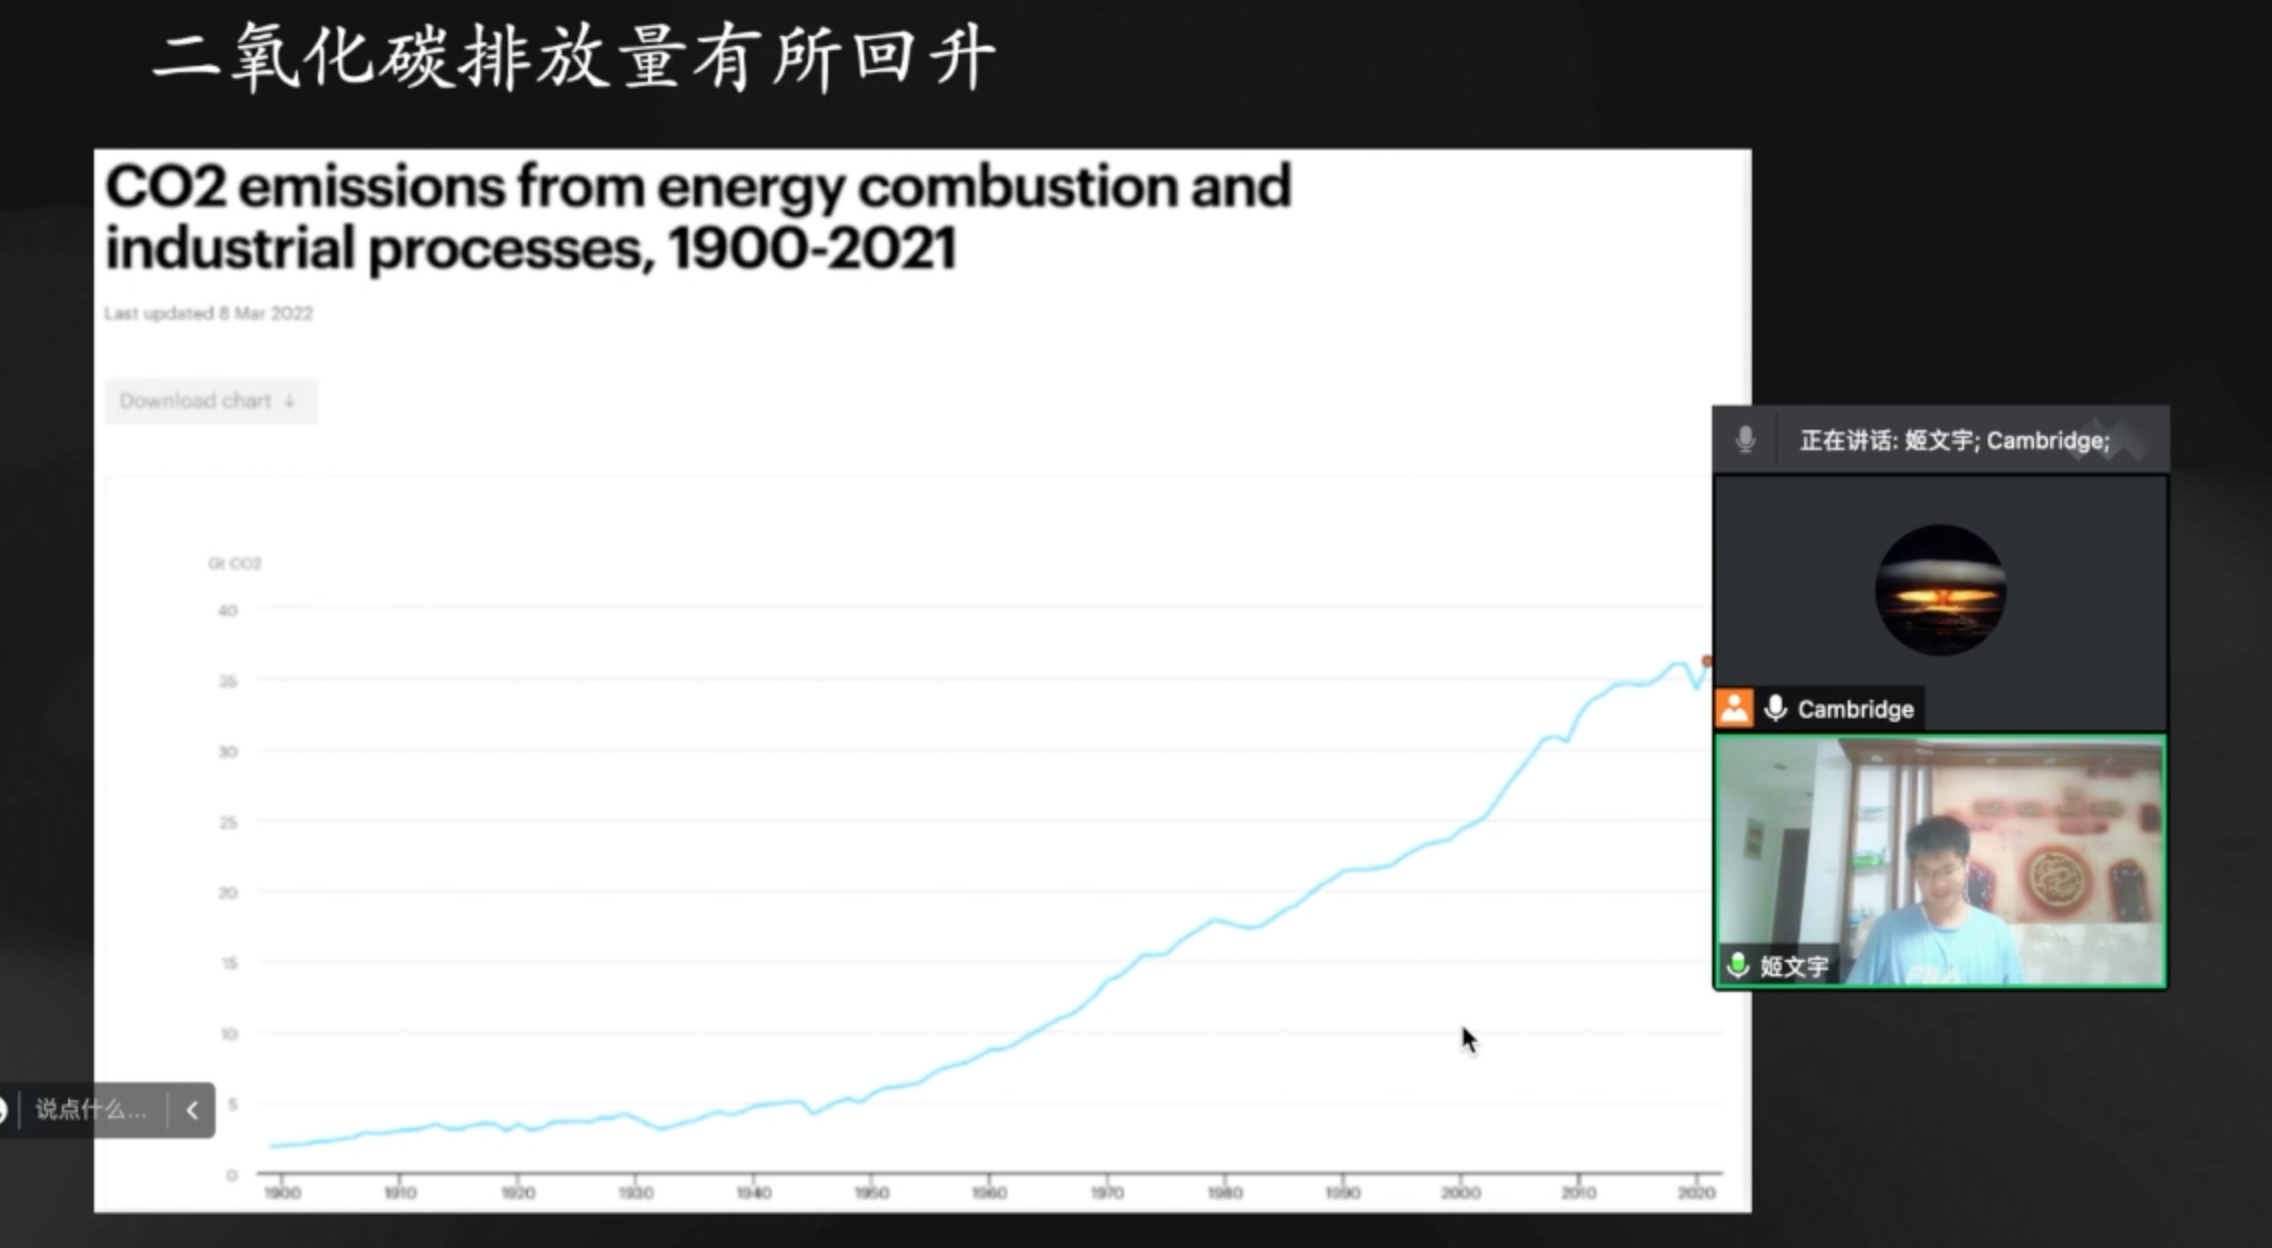 二氧化碳排放量有所回升
CO2 emissions from energy combustion and
industrial processes, 1900-2021
Last updated 8 Mar 2022
Download chart ↓
正在讲话: 姬文宇; Cambridge;
Cambridge
姬文宇
Gt CO2
40
35
30
25
20
15
10
5
0
1900 1910 1920 1930 1940 1950 1960 1970 1980 1990 2000 2010 2020
说点什么...